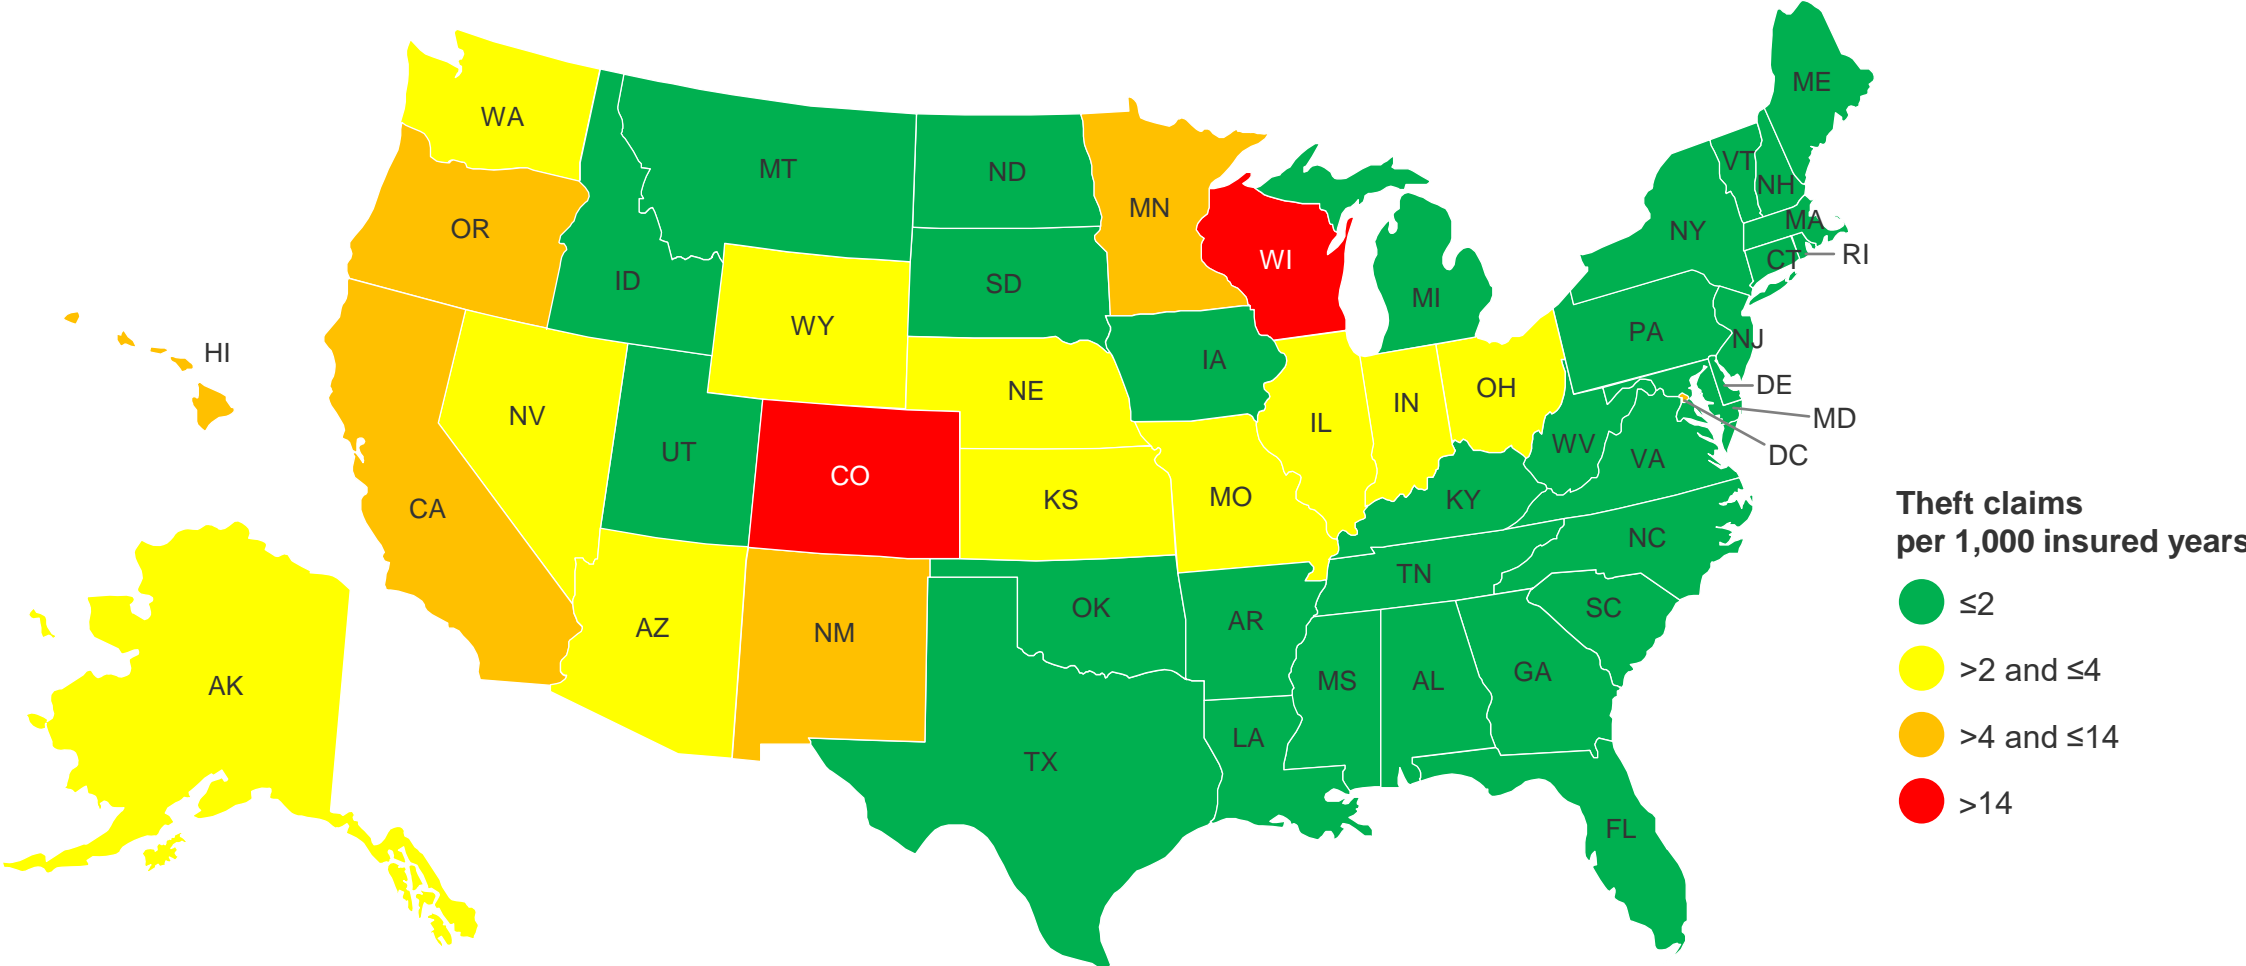 ME
WA
VT
MT
ND
NH
MN
MA
OR
NY
RI
WI
CT
ID
SD
MI
WY
PA
NJ
HI
IA
DE
NE
OH
IN
NV
MD
IL
WV
UT
DC
VA
CO
KS
MO
KY
CA
Theft claims
per 1,000 insured years
NC
TN
≤2
OK
SC
AR
AZ
NM
>2 and ≤4
GA
MS
AL
AK
>4 and ≤14
LA
TX
>14
FL